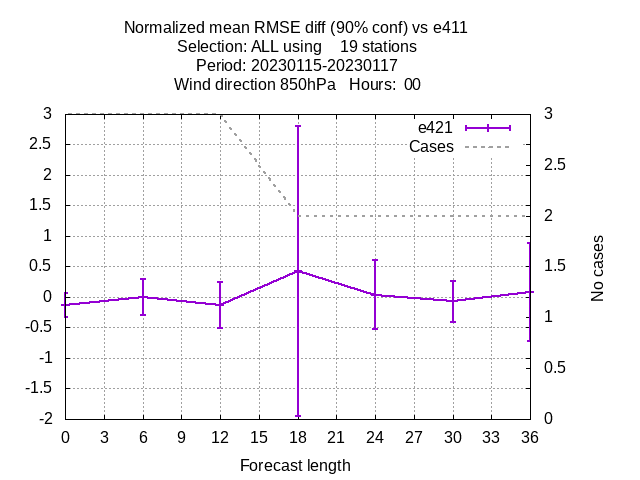 Normalized mean RMSE diff (90% conf) vs e411
Selection: ALL using    19 stations
Period: 20230115-20230117
Wind direction 850hPa   Hours:  00
e421
Cases
3
2.5
2
1.5
1
0.5
0
-0.5
-1
-1.5
-2
3
2.5
2
1.5
1
0.5
0
No cases
0 3 6 9 12 15 18 21 24 27 30 33 36
Forecast length